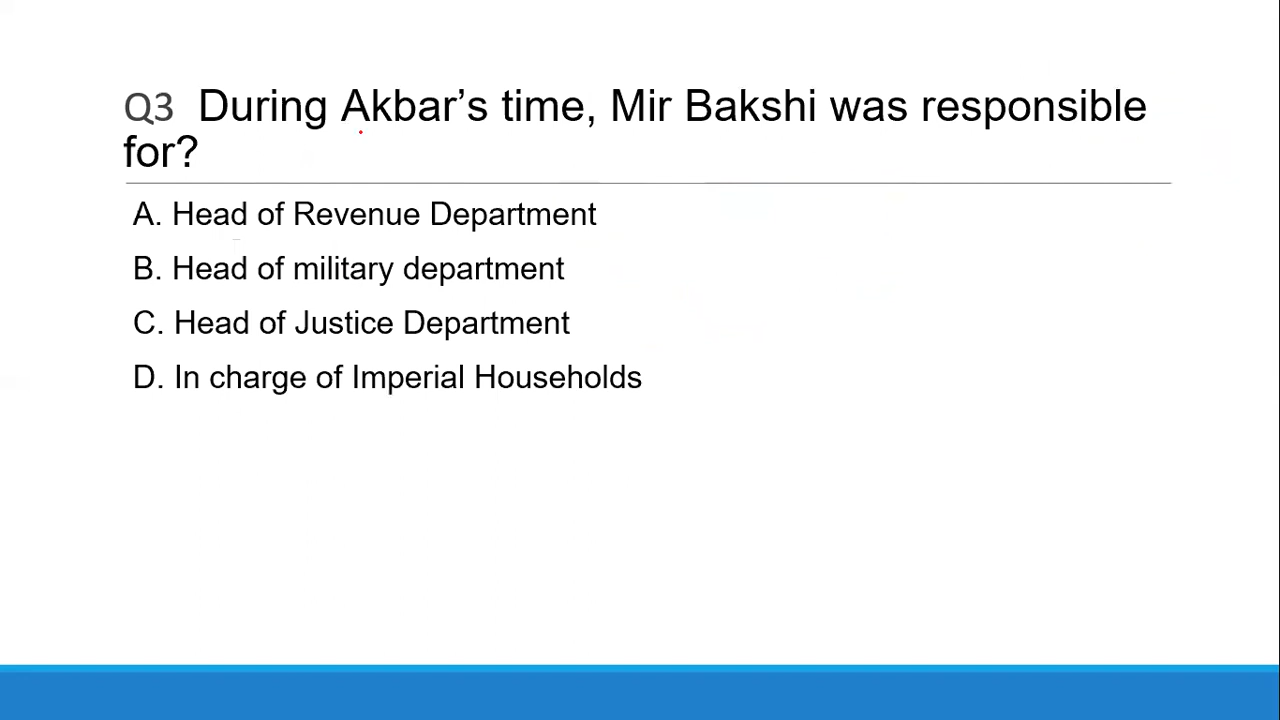 Q3 During Akbar’s time, Mir Bakshi was responsible
for?
A. Head of Revenue Department
B. Head of military department
C. Head of Justice Department
D. In charge of Imperial Households